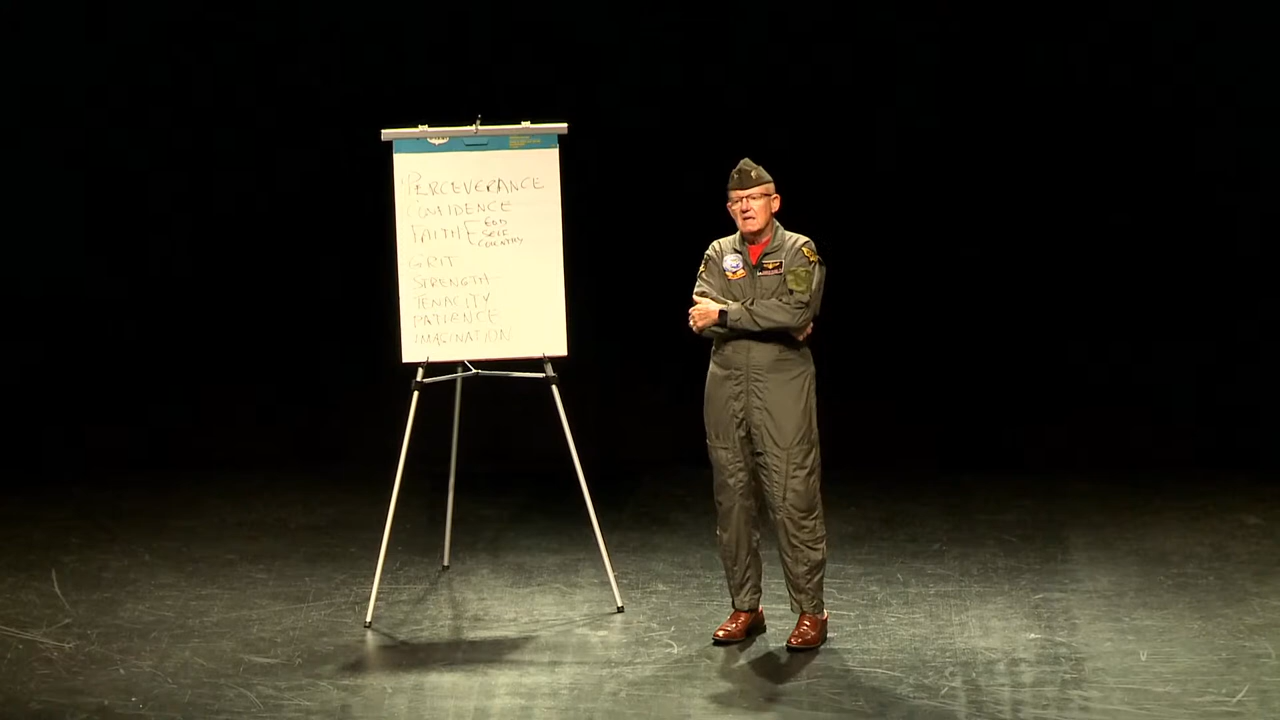 PERCEVERANCE
CONFIDENCE
FAITH GOD
SELF
COUNTRY
GRIT
STRENGTH
TENACITY
PATIENCE
IMAGINATION